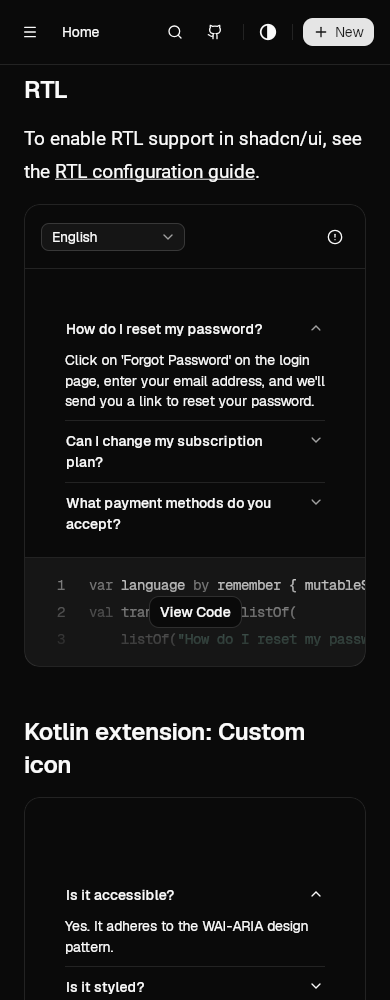 Home
New
RTL
To enable RTL support in shadcn/ui, see
the RTL configuration guide.
English
How do I reset my password?
Click on 'Forgot Password' on the login
page, enter your email address, and we'll
send you a link to reset your password.
Can I change my subscription
plan?
What payment methods do you
accept?
1 var language by remember { mutableS
2 val tran listOf(
View Code
3 listOf("How do I reset my passw
Kotlin extension: Custom
icon
Is it accessible?
Yes. It adheres to the WAI-ARIA design
pattern.
Is it styled?